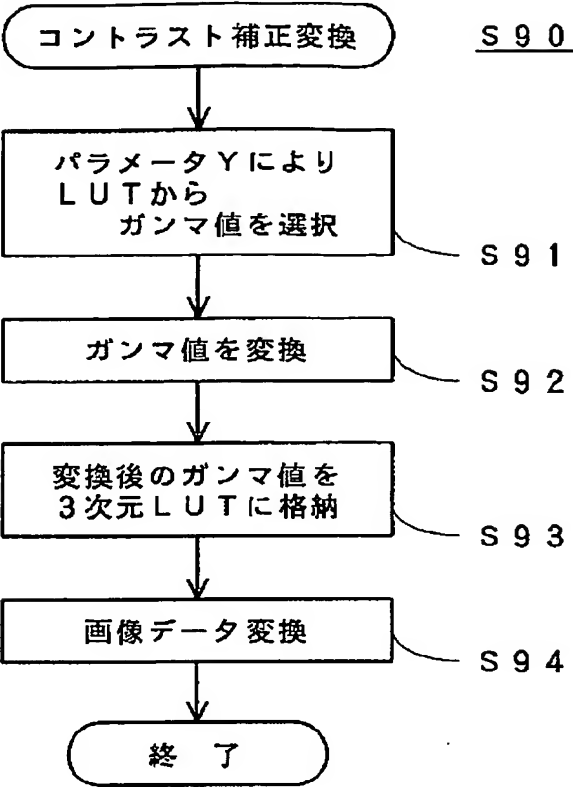 コントラスト補正変換
S90
パラメータYにより
LUTから
ガンマ値を選択
S91
ガンマ値を変換
S92
変換後のガンマ値を
3次元LUTに格納
S93
画像データ変換
S94
終了